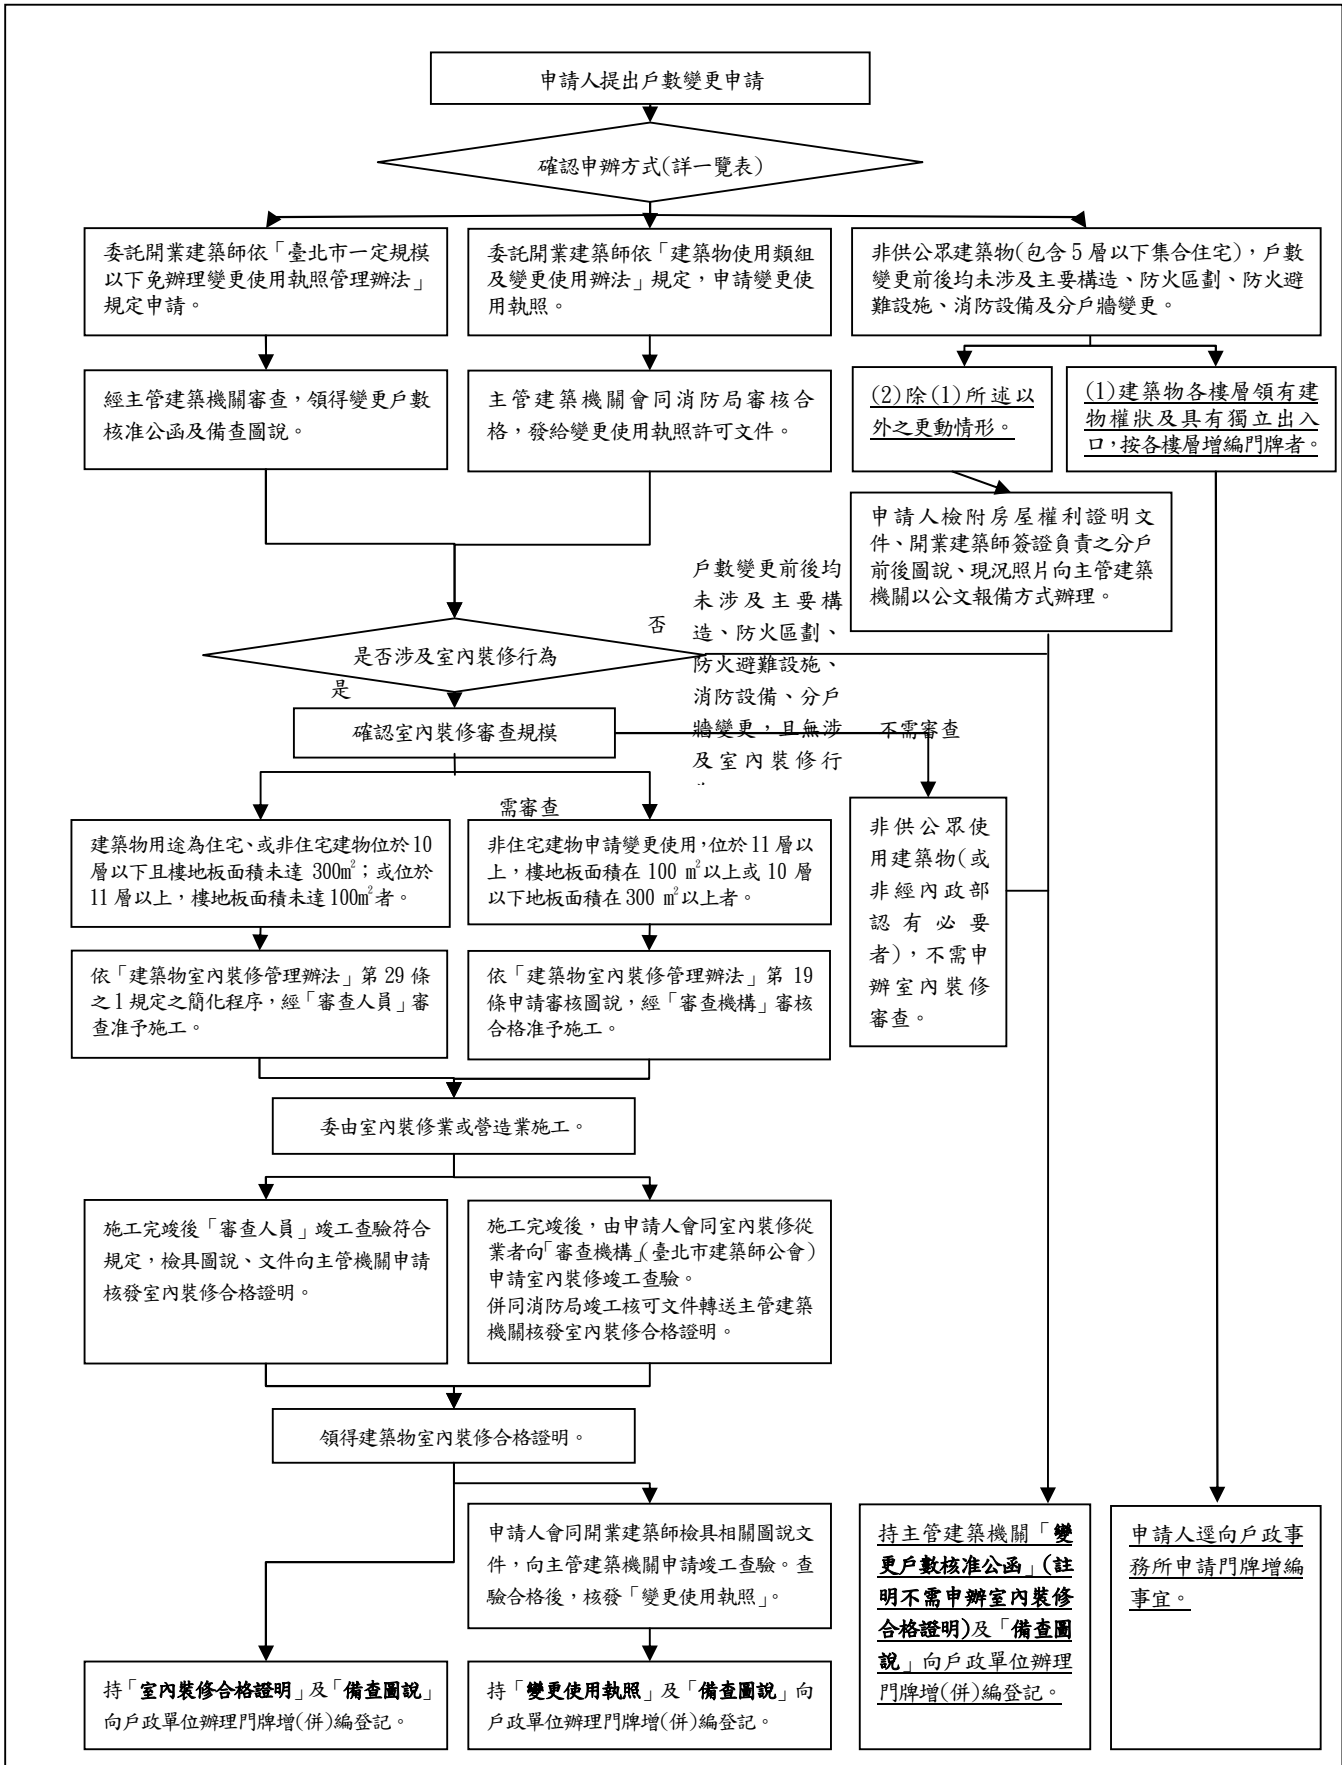 申請人提出戶數變更申請
確認申辦方式(詳一覽表)
委託開業建築師依「臺北市一定規模
以下免辦理變更使用執照管理辦法」
規定申請。
委託開業建築師依「建築物使用類組
及變更使用辦法」規定，申請變更使
用執照。
非供公眾建築物(包含 5 層以下集合住宅)，戶數
變更前後均未涉及主要構造、防火區劃、防火避
難設施、消防設備及分戶牆變更。
經主管建築機關審查，領得變更戶數
核准公函及備查圖說。
主管建築機關會同消防局審核合
格，發給變更使用執照許可文件。
(2)除(1)所述以
外之更動情形。
(1)建築物各樓層領有建
物權狀及具有獨立出入
口，按各樓層增編門牌者。
申請人檢附房屋權利證明文
件、開業建築師簽證負責之分戶
前後圖說、現況照片向主管建築
機關以公文報備方式辦理。
戶數變更前後均
未涉及主要構
造、防火區劃、
防火避難設施、
消防設備、分戶
牆變更，且無涉
及室內裝修行
否
是否涉及室內裝修行為
是
確認室內裝修審查規模
不需審查
需審查
建築物用途為住宅、或非住宅建物位於 10
層以下且樓地板面積未達 300m²；或位於
11 層以上，樓地板面積未達 100m²者。
非住宅建物申請變更使用，位於 11 層以
上，樓地板面積在 100 m²以上或 10 層
以下地板面積在 300 m²以上者。
非供公眾使
用建築物(或
非經內政部
認有必要
者)，不需申
辦室內裝修
審查。
依「建築物室內裝修管理辦法」第 29 條
之 1 規定之簡化程序，經「審查人員」審
查准予施工。
依「建築物室內裝修管理辦法」第 19
條申請審核圖說，經「審查機構」審核
合格准予施工。
委由室內裝修業或營造業施工。
施工完竣後「審查人員」竣工查驗符合
規定，檢具圖說、文件向主管機關申請
核發室內裝修合格證明。
施工完竣後，由申請人會同室內裝修從
業者向「審查機構」(臺北市建築師公會)
申請室內裝修竣工查驗。
併同消防局竣工核可文件轉送主管建築
機關核發室內裝修合格證明。
領得建築物室內裝修合格證明。
申請人會同開業建築師檢具相關圖說文
件，向主管建築機關申請竣工查驗。查
驗合格後，核發「變更使用執照」。
持主管建築機關「變
更戶數核准公函」(註
明不需申辦室內裝修
合格證明)及「備查圖
說」向戶政單位辦理
門牌增(併)編登記。
申請人逕向戶政事
務所申請門牌增編
事宜。
持「室內裝修合格證明」及「備查圖說」
向戶政單位辦理門牌增(併)編登記。
持「變更使用執照」及「備查圖說」向
戶政單位辦理門牌增(併)編登記。